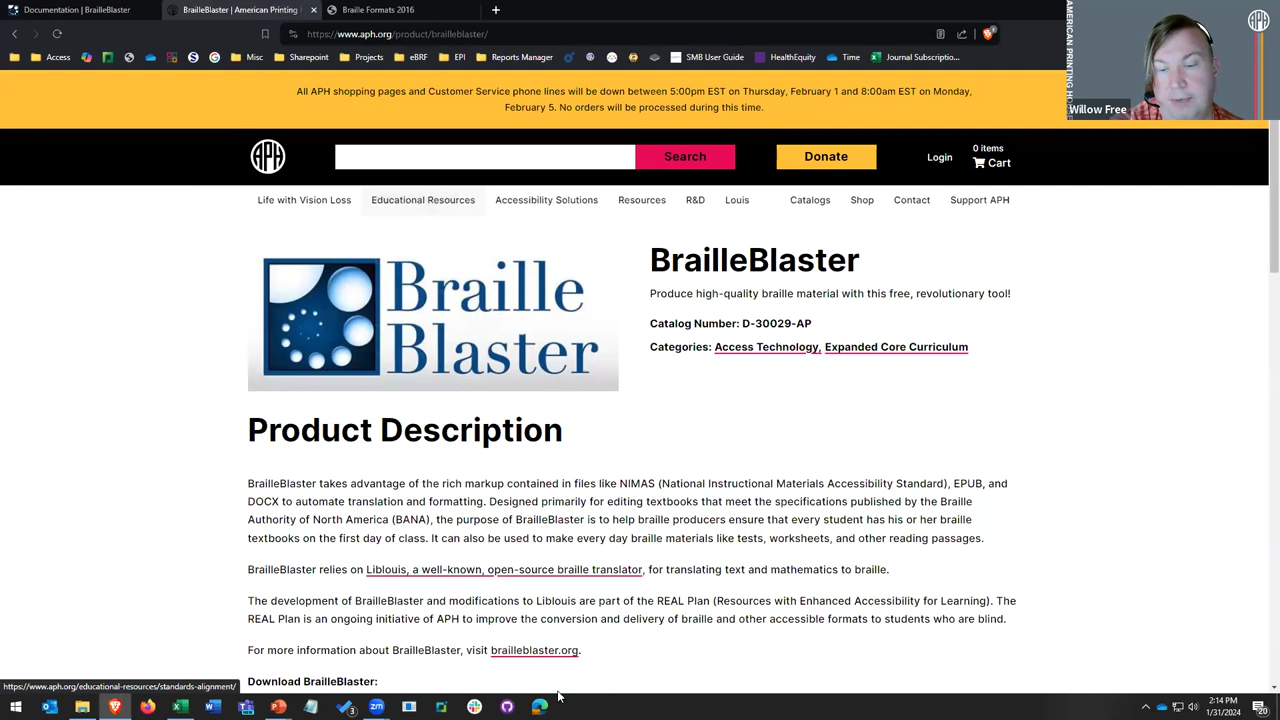 Documentation | BrailleBlaster
BrailleBlaster | American Printing
Braille Formats 2016
https://www.aph.org/product/brailleblaster/
Access
Misc
Sharepoint
Projects
eBRF
EPI
Reports Manager
SMB User Guide
HealthEquity
Time
Journal Subscriptio...
All APH shopping pages and Customer Service phone lines will be down between 5:00pm EST on Thursday, February 1 and 8:00am EST on Monday,
February 5. No orders will be processed during this time.
Willow Free
APH
Search
Donate
Login
0 items
Cart
Life with Vision Loss
Educational Resources
Accessibility Solutions
Resources
R&D
Louis
Catalogs
Shop
Contact
Support APH
Braille
Blaster
BrailleBlaster
Produce high-quality braille material with this free, revolutionary tool!
Catalog Number: D-30029-AP
Categories: Access Technology, Expanded Core Curriculum
Product Description
BrailleBlaster takes advantage of the rich markup contained in files like NIMAS (National Instructional Materials Accessibility Standard), EPUB, and
DOCX to automate translation and formatting. Designed primarily for editing textbooks that meet the specifications published by the Braille
Authority of North America (BANA), the purpose of BrailleBlaster is to help braille producers ensure that every student has his or her braille
textbooks on the first day of class. It can also be used to make every day braille materials like tests, worksheets, and other reading passages.
BrailleBlaster relies on Liblouis, a well-known, open-source braille translator, for translating text and mathematics to braille.
The development of BrailleBlaster and modifications to Liblouis are part of the REAL Plan (Resources with Enhanced Accessibility for Learning). The
REAL Plan is an ongoing initiative of APH to improve the conversion and delivery of braille and other accessible formats to students who are blind.
For more information about BrailleBlaster, visit brailleblaster.org.
Download BrailleBlaster:
https://www.aph.org/educational-resources/standards-alignment/
2:14 PM
1/31/2024
20